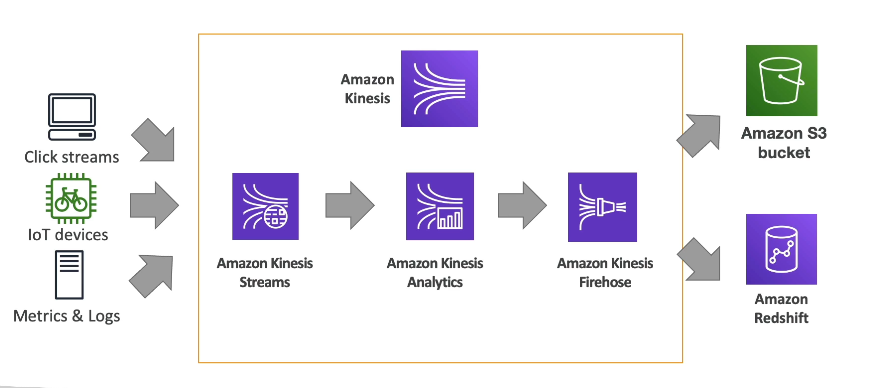 Amazon
Kinesis
Click streams
IoT devices
Metrics & Logs
Amazon Kinesis
Streams
Amazon Kinesis
Analytics
Amazon Kinesis
Firehose
Amazon S3
bucket
Amazon
Redshift